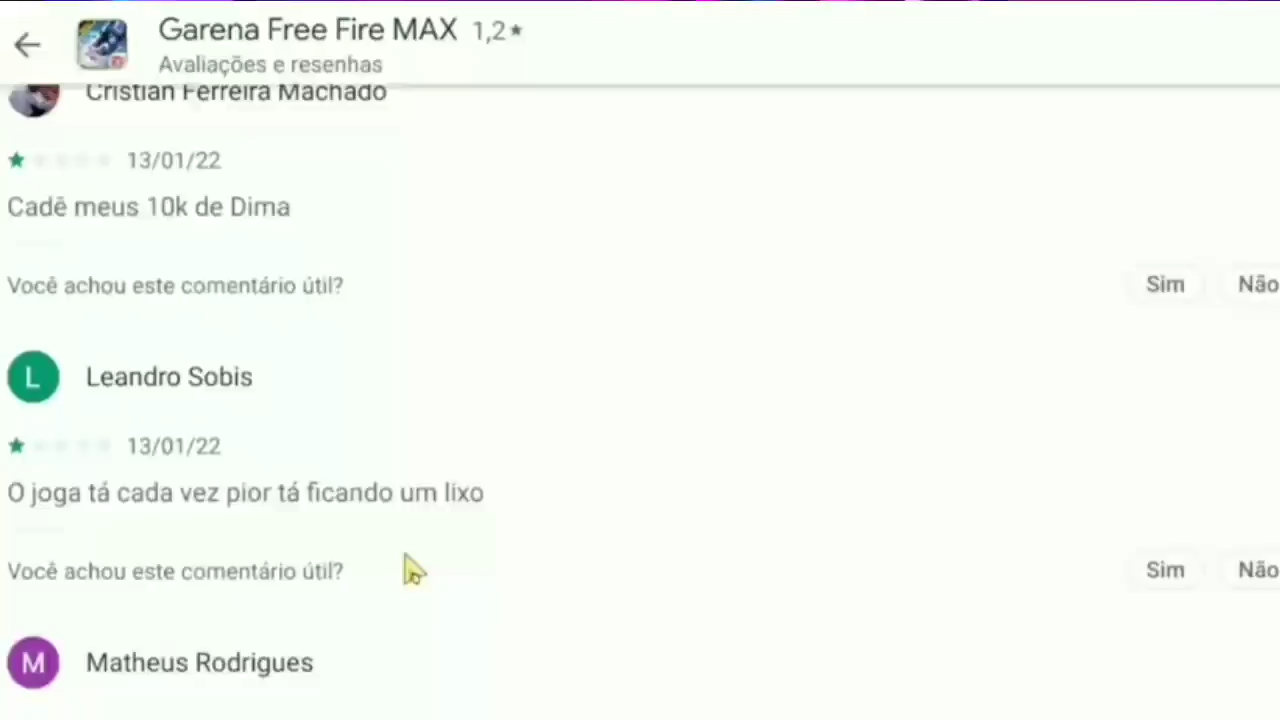 Garena Free Fire MAX 1,2★
Avaliações e resenhas
Cristian Ferreira Machado
13/01/22
Cadê meus 10k de Dima
Você achou este comentário útil? Sim Não
L Leandro Sobis
13/01/22
O joga tá cada vez pior tá ficando um lixo
Você achou este comentário útil? Sim Não
M Matheus Rodrigues